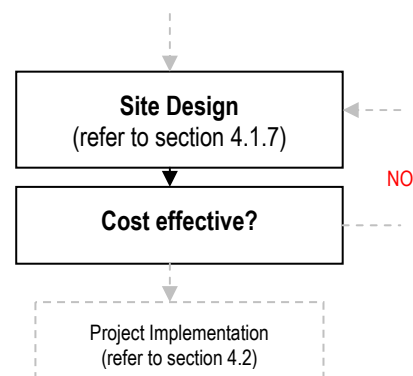 Site Design
(refer to section 4.1.7)
NO
Cost effective?
Project Implementation
(refer to section 4.2)